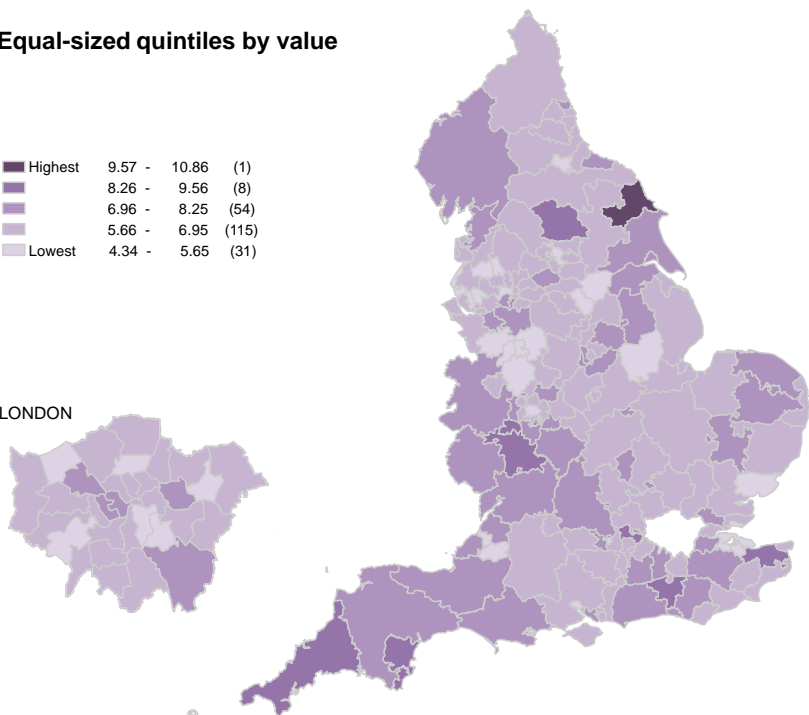 Equal-sized quintiles by value
Highest 9.57 - 10.86 (1)
8.26 - 9.56 (8)
6.96 - 8.25 (54)
5.66 - 6.95 (115)
Lowest 4.34 - 5.65 (31)
LONDON